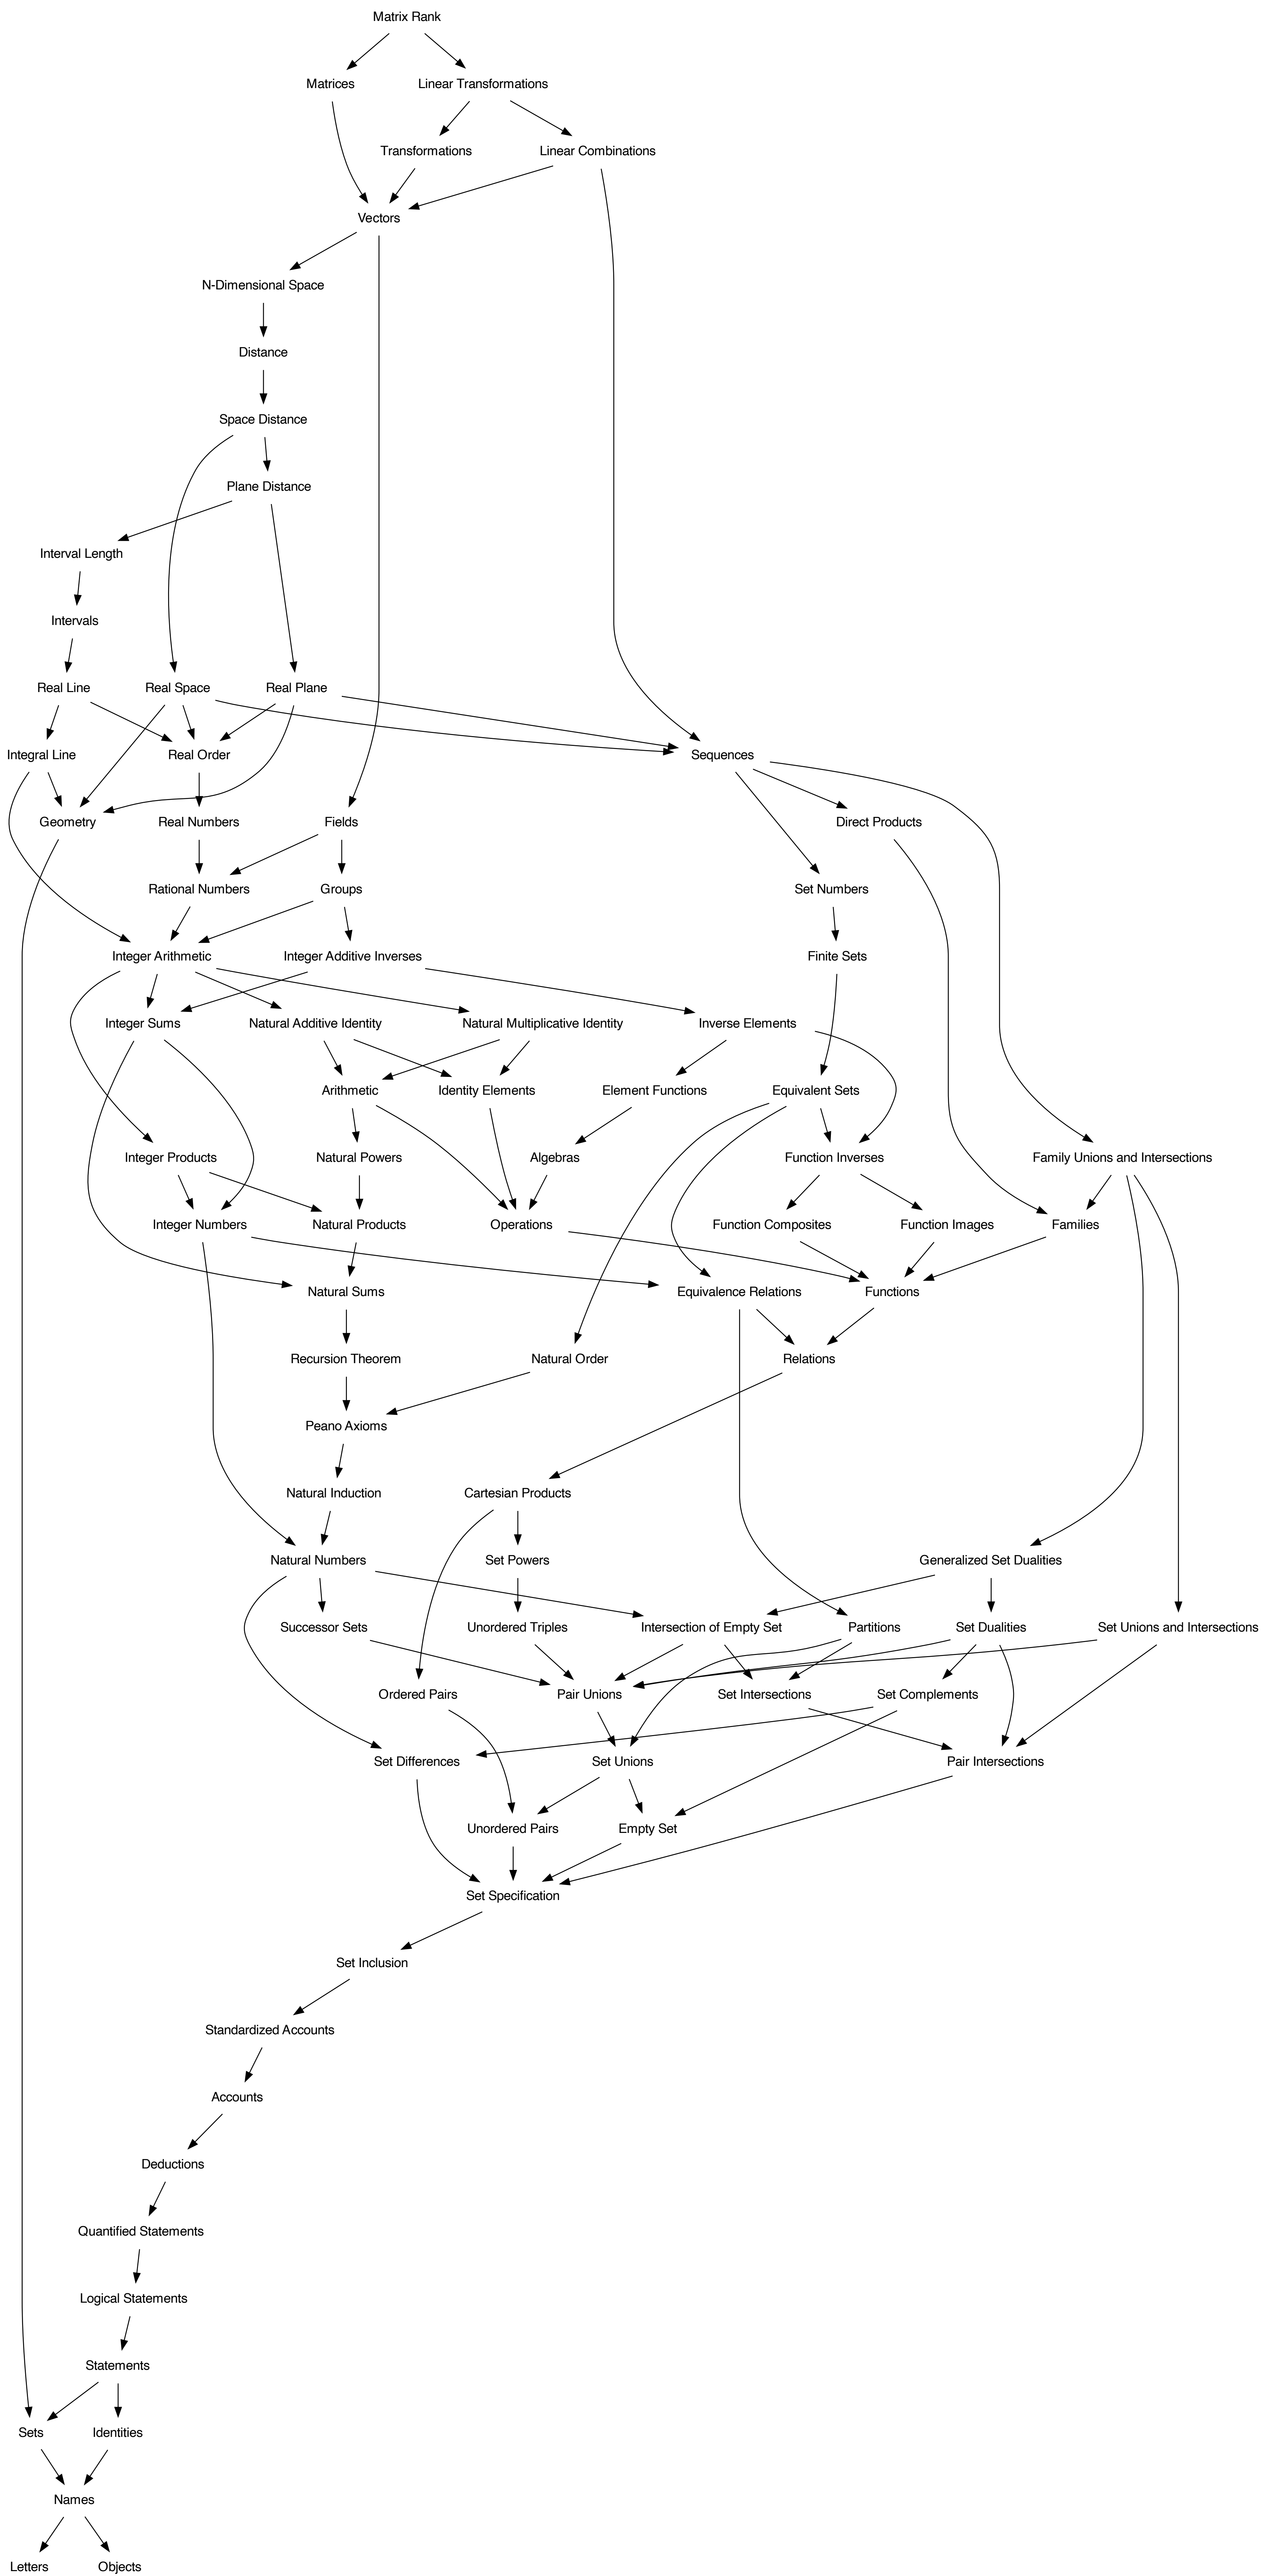 Matrix Rank
Matrices
Linear Transformations
Transformations
Linear Combinations
Vectors
N-Dimensional Space
Distance
Space Distance
Plane Distance
Interval Length
Intervals
Real Line
Real Space
Real Plane
Integral Line
Real Order
Sequences
Geometry
Real Numbers
Fields
Direct Products
Rational Numbers
Groups
Set Numbers
Integer Arithmetic
Integer Additive Inverses
Finite Sets
Integer Sums
Natural Additive Identity
Natural Multiplicative Identity
Inverse Elements
Arithmetic
Identity Elements
Element Functions
Equivalent Sets
Integer Products
Natural Powers
Algebras
Function Inverses
Family Unions and Intersections
Integer Numbers
Natural Products
Operations
Function Composites
Function Images
Families
Natural Sums
Equivalence Relations
Functions
Recursion Theorem
Natural Order
Relations
Peano Axioms
Natural Induction
Cartesian Products
Natural Numbers
Set Powers
Generalized Set Dualities
Successor Sets
Unordered Triples
Intersection of Empty Set
Partitions
Set Dualities
Set Unions and Intersections
Ordered Pairs
Pair Unions
Set Intersections
Set Complements
Set Differences
Set Unions
Pair Intersections
Unordered Pairs
Empty Set
Set Specification
Set Inclusion
Standardized Accounts
Accounts
Deductions
Quantified Statements
Logical Statements
Statements
Sets
Identities
Names
Letters
Objects